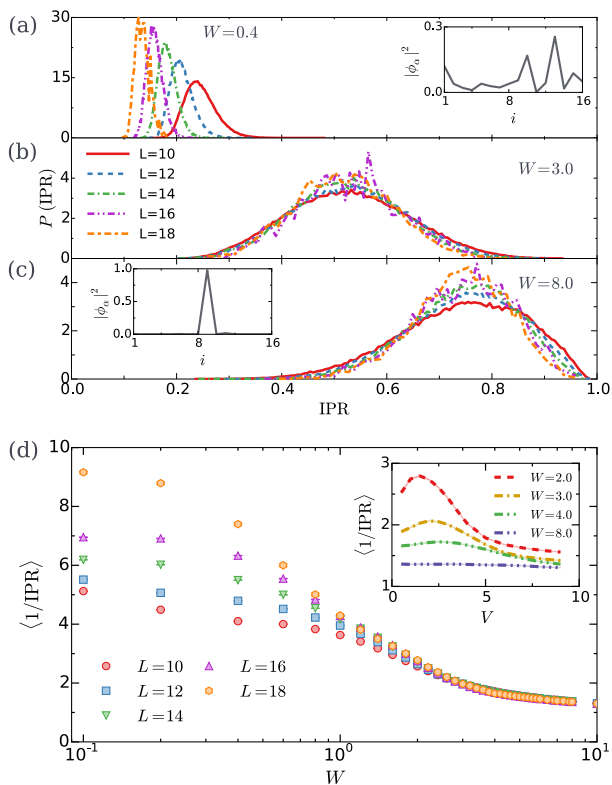 (a)
30
15
0
W=0.4
|ϕα|²
0.3
0.0
1 8 16
i
(b)
4
2
0
P (IPR)
L=10
L=12
L=14
L=16
L=18
W=3.0
(c)
4
2
0
W=8.0
|ϕα|²
1.0
0.5
0.0
1 8 16
i
0.0 0.2 0.4 0.6 0.8 1.0
IPR
(d)
10
8
6
4
2
0
⟨1/IPR⟩
L=10
L=12
L=14
L=16
L=18
10⁻¹ 10⁰ 10¹
W
⟨1/IPR⟩
3
2
1
0 5 10
V
W=2.0
W=3.0
W=4.0
W=8.0